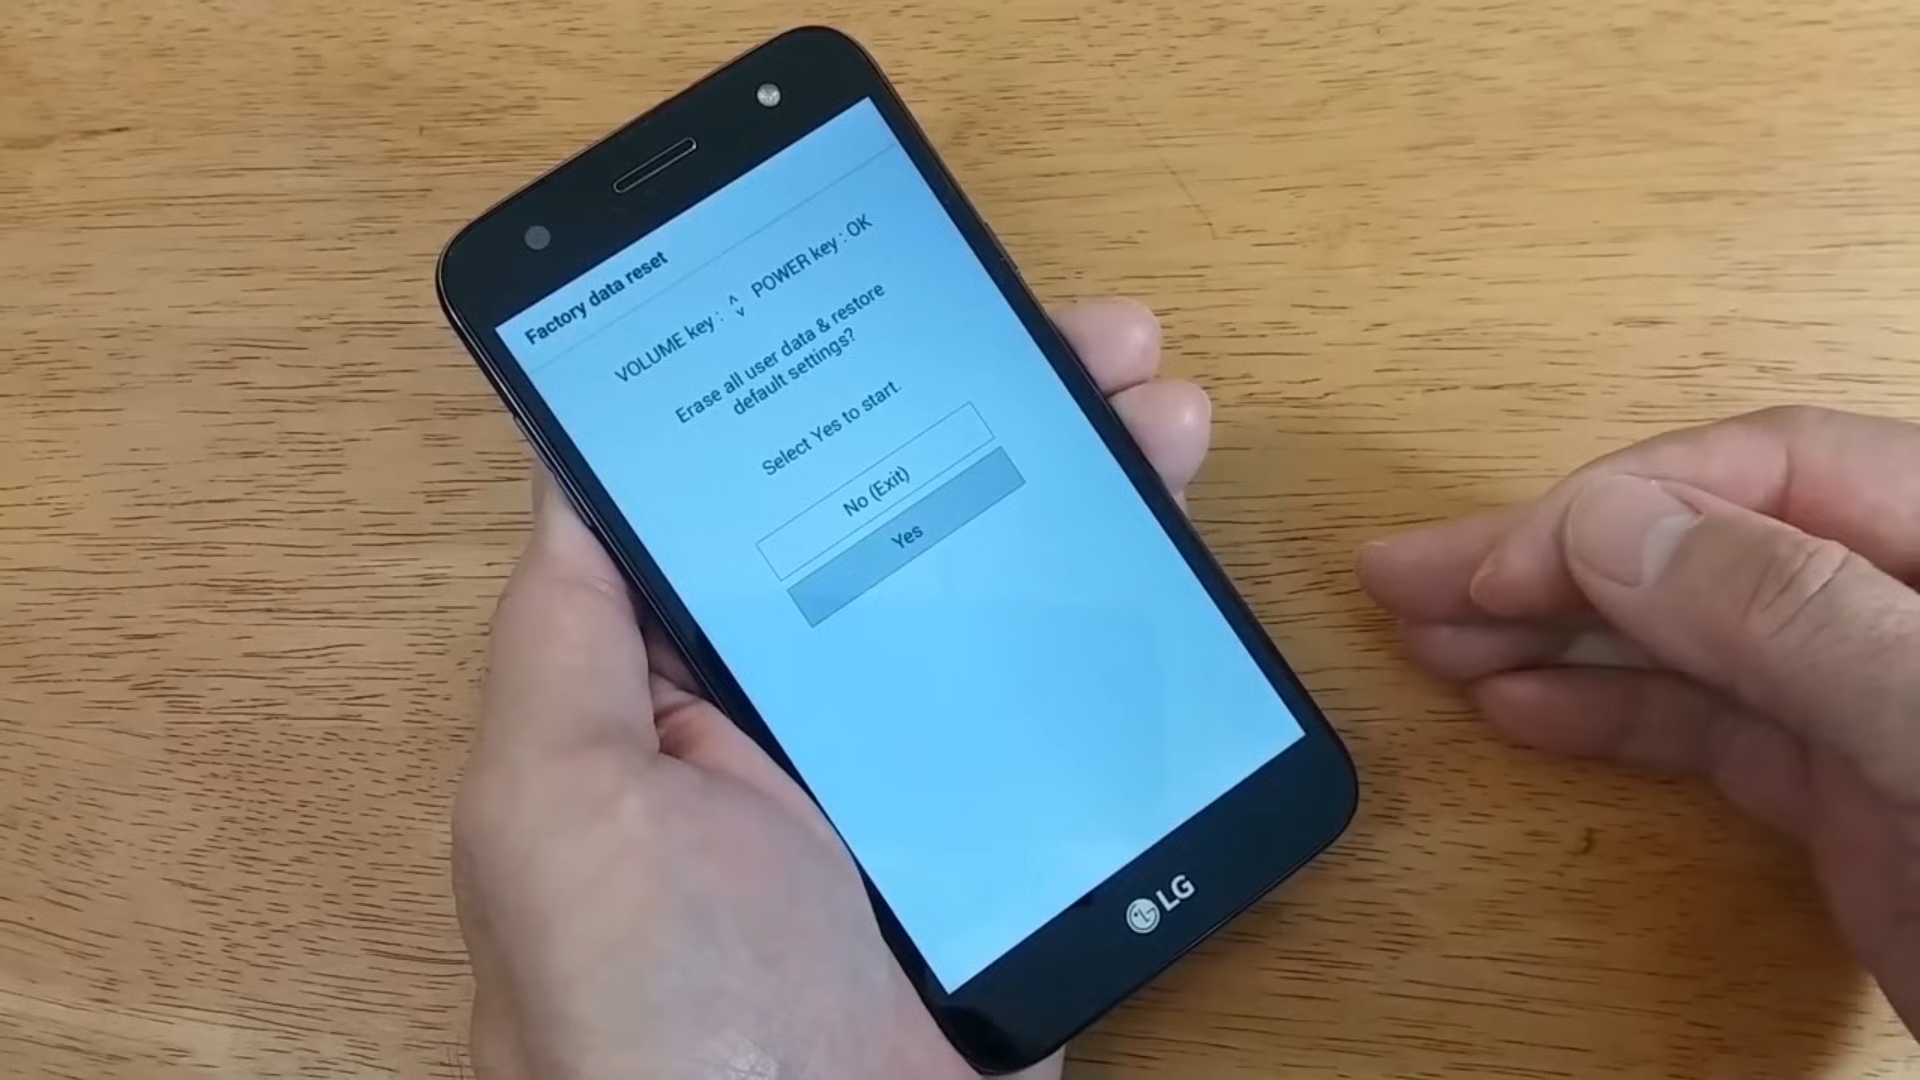 Factory data reset
VOLUME key : ^ v POWER key : OK
Erase all user data & restore
default settings?
Select Yes to start.
No (Exit)
Yes
LG